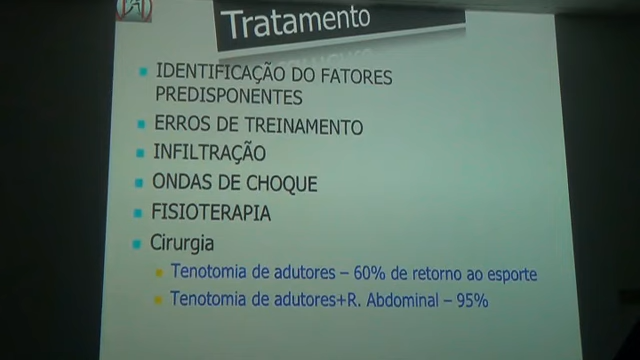 Tratamento
IDENTIFICAÇÃO DO FATORES
PREDISPONENTES
ERROS DE TREINAMENTO
INFILTRAÇÃO
ONDAS DE CHOQUE
FISIOTERAPIA
Cirurgia
Tenotomia de adutores – 60% de retorno ao esporte
Tenotomia de adutores+R. Abdominal – 95%